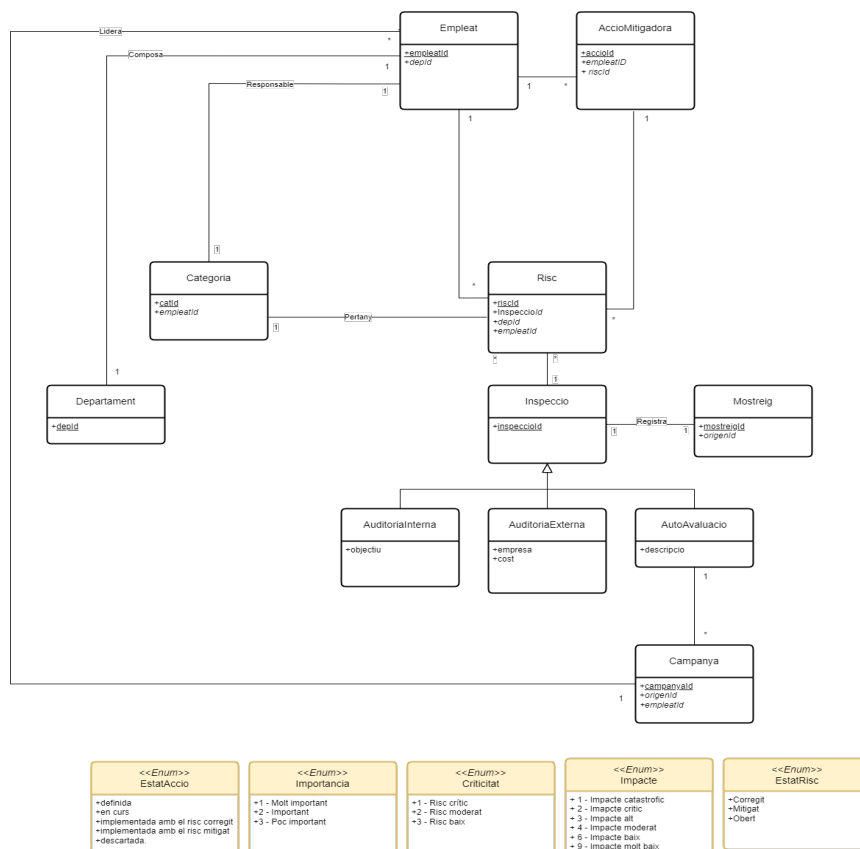 Empleat
+empleatId
+depId
AccioMitigadora
+accioId
+empleatID
+ riscId
Lidera
*
Composa
1
Responsable
1
1
*
1
1
Categoria
+catId
+empleatId
1
Pertany
*
Risc
+riscId
+InspeccioId
+depId
+empleatId
*
*
*
1
1
Departament
+depId
Inspeccio
+inspeccioId
1
Registra
1
Mostreig
+mostreigId
+origenId
AuditoriaInterna
+objectiu
AuditoriaExterna
+empresa
+cost
AutoAvaluacio
+descripcio
1
*
Campanya
+campanyaId
+origenId
+empleatId
1
<<Enum>>
EstatAccio
+definida
+en curs
+implementada amb el risc corregit
+implementada amb el risc mitigat
+descartada.
<<Enum>>
Importancia
+1 - Molt important
+2 - Important
+3 - Poc important
<<Enum>>
Criticitat
+1 - Risc crític
+2 - Risc moderat
+3 - Risc baix
<<Enum>>
Impacte
+ 1 - Impacte catastrofic
+ 2 - Impacte critic
+ 3 - Impacte alt
+ 4 - Impacte moderat
+ 6 - Impacte baix
+ 9 - Impacte molt baix
<<Enum>>
EstatRisc
+Corregit
+Mitigat
+Obert